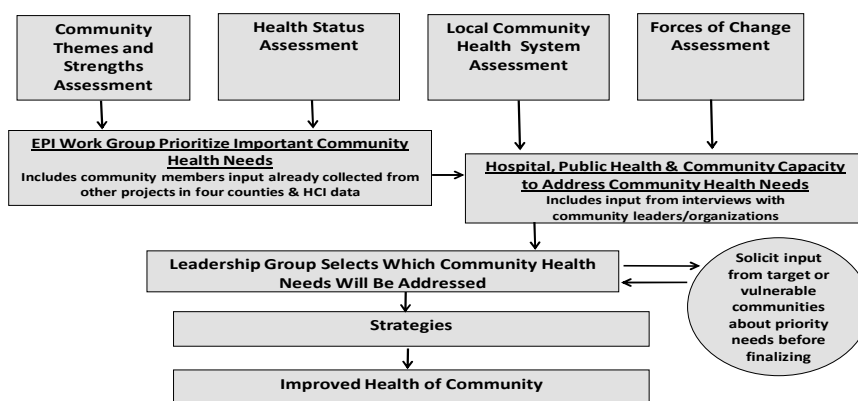 Community
Themes and
Strengths
Assessment
Health Status
Assessment
Local Community
Health System
Assessment
Forces of Change
Assessment
EPI Work Group Prioritize Important Community
Health Needs
Includes community members input already collected from
other projects in four counties & HCI data
Hospital, Public Health & Community Capacity
to Address Community Health Needs
Includes input from interviews with
community leaders/organizations
Leadership Group Selects Which Community Health
Needs Will Be Addressed
Solicit input
from target or
vulnerable
communities
about priority
needs before
finalizing
Strategies
Improved Health of Community